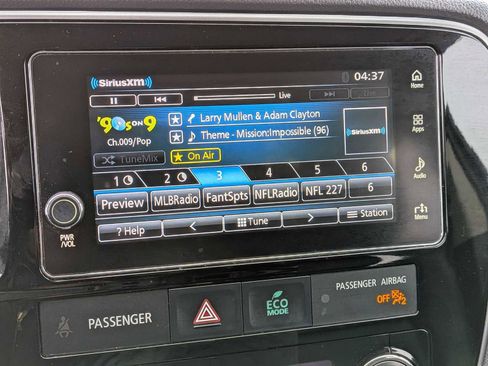 ((SiriusXM))
04:37
Home
Live
'90s ON 9
Larry Mullen & Adam Clayton
Ch.009/Pop
Theme - Mission:Impossible (96)
SiriusXM
Apps
TuneMix
On Air
1 2 3 4 5 6
Audio
Preview MLBRadio FantSpts NFLRadio NFL 227 6
PWR
/VOL
? Help < Tune > Station
Menu
PASSENGER
ECO
MODE
PASSENGER AIRBAG
OFF